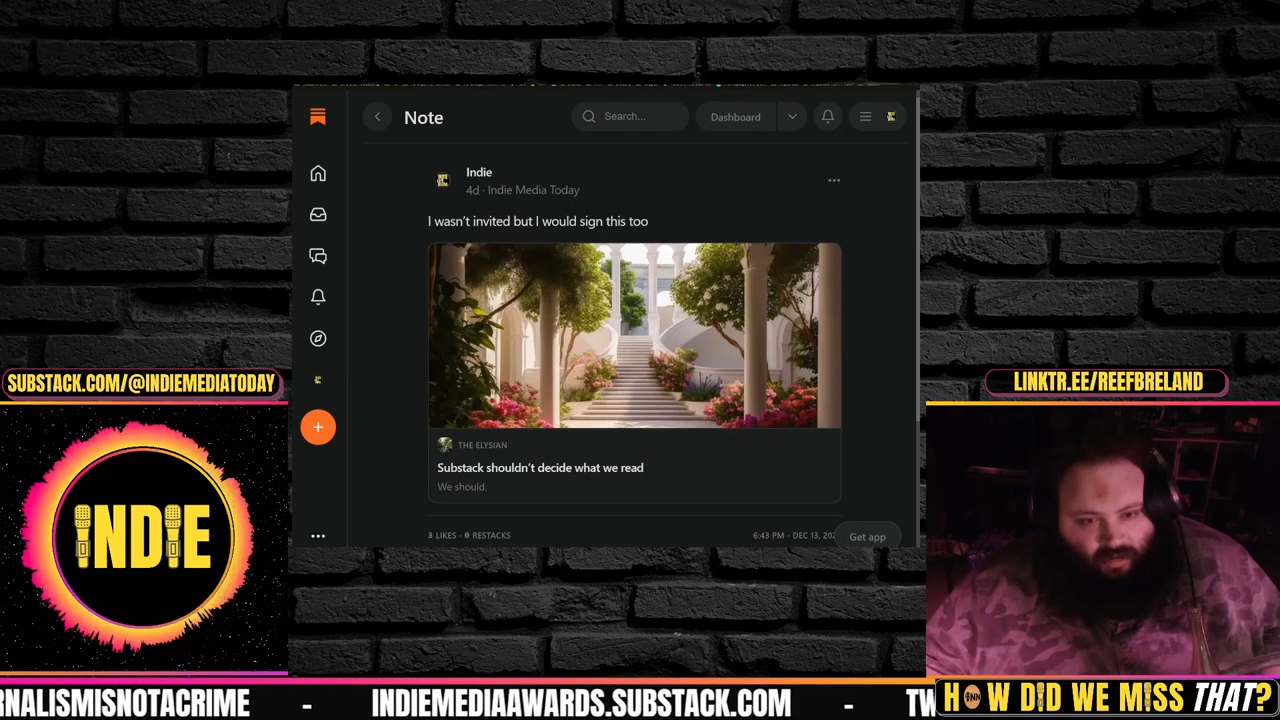 Note
Search...
Dashboard
Indie
4d · Indie Media Today
I wasn't invited but I would sign this too
THE ELYSIAN
Substack shouldn't decide what we read
We should.
3 LIKES · 0 RESTACKS
6:43 PM · DEC 13, 202
Get app
SUBSTACK.COM/@INDIEMEDIATODAY
INDIE
LINKTR.EE/REEFBRELAND
RNALISMISNOTACRIME - INDIEMEDIAAWARDS.SUBSTACK.COM - TW
HOW DID WE MISS THAT?